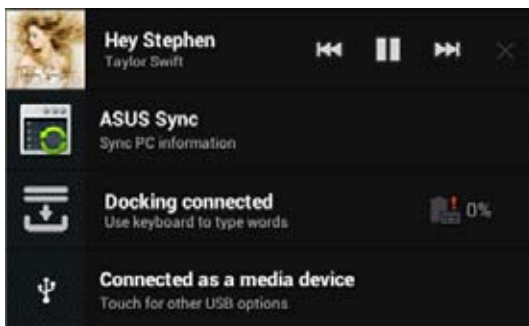 Hey Stephen
Taylor Swift
ASUS Sync
Sync PC information
Docking connected
Use keyboard to type words
0%
Connected as a media device
Touch for other USB options